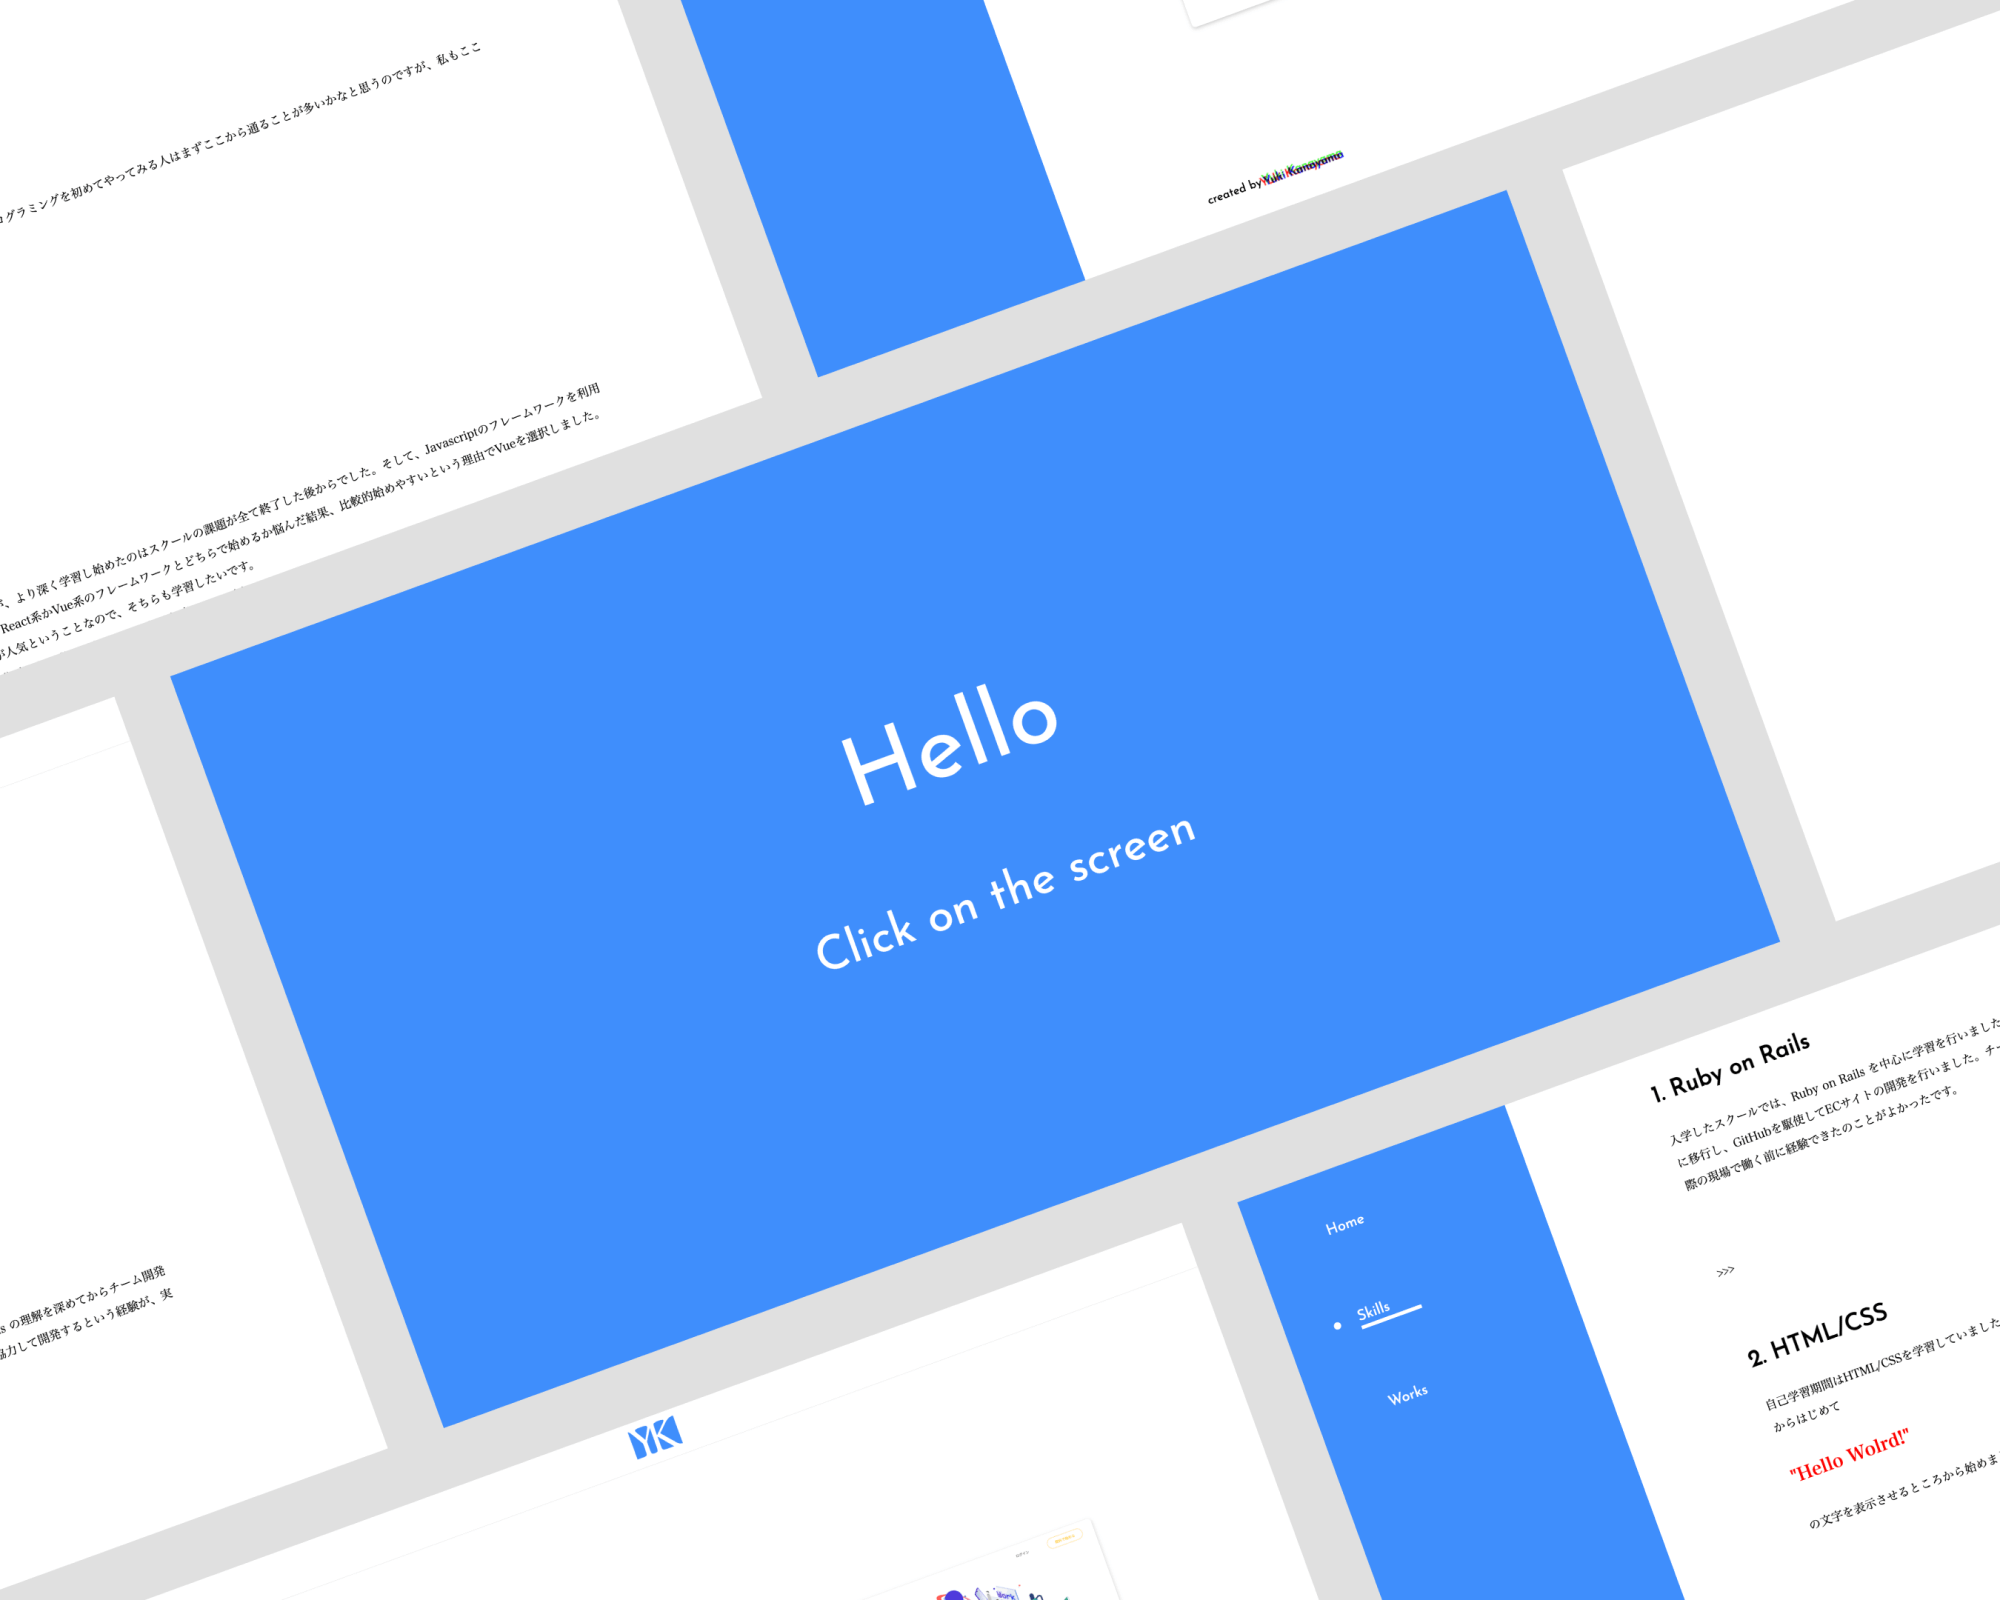 プログラミングを初めてやってみる人はまずここから通ることが多いかなと思うのですが、私もここ
より深く学習し始めたのはスクールの課題が全て終了した後からでした。そして、Javascriptのフレームワークを利用
React系かVue系のフレームワークとどちらで始めるか悩んだ結果、比較的始めやすいという理由でVueを選択しました。
が人気ということなので、そちらも学習したいです。
created by Yuki Kanayama
Hello
Click on the screen
s の理解を深めてからチーム開発
協力して開発するという経験が、実
YK
ログイン
Work
Home
Skills
Works
1. Ruby on Rails
入学したスクールでは、Ruby on Rails を中心に学習を行いました
に移行し、GitHubを駆使してECサイトの開発を行いました。チー
際の現場で働く前に経験できたのことがよかったです。
>>>
2. HTML/CSS
自己学習期間はHTML/CSSを学習していました
からはじめて
"Hello Wolrd!"
の文字を表示させるところから始めま